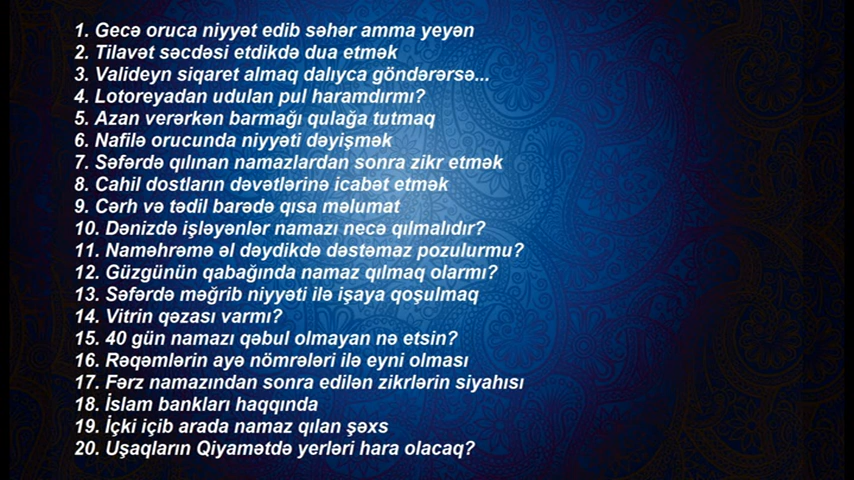 1. Gecə oruca niyyət edib səhər amma yeyən
2. Tilavət səcdəsi etdikdə dua etmək
3. Valideyn siqaret almaq dalıyca göndərərsə...
4. Lotoreyadan udulan pul haramdırmı?
5. Azan verərkən barmağı qulağa tutmaq
6. Nafilə orucunda niyyəti dəyişmək
7. Səfərdə qılınan namazlardan sonra zikr etmək
8. Cahil dostların dəvətlərinə icabət etmək
9. Cərh və tədil barədə qısa məlumat
10. Dənizdə işləyənlər namazı necə qılmalıdır?
11. Naməhrəmə əl dəydikdə dəstəmaz pozulurmu?
12. Güzgünün qabağında namaz qılmaq olarmı?
13. Səfərdə məğrib niyyəti ilə işaya qoşulmaq
14. Vitrin qəzası varmı?
15. 40 gün namazı qəbul olmayan nə etsin?
16. Rəqəmlərin ayə nömrələri ilə eyni olması
17. Fərz namazından sonra edilən zikrlərin siyahısı
18. İslam bankları haqqında
19. İçki içib arada namaz qılan şəxs
20. Uşaqların Qiyamətdə yerləri hara olacaq?